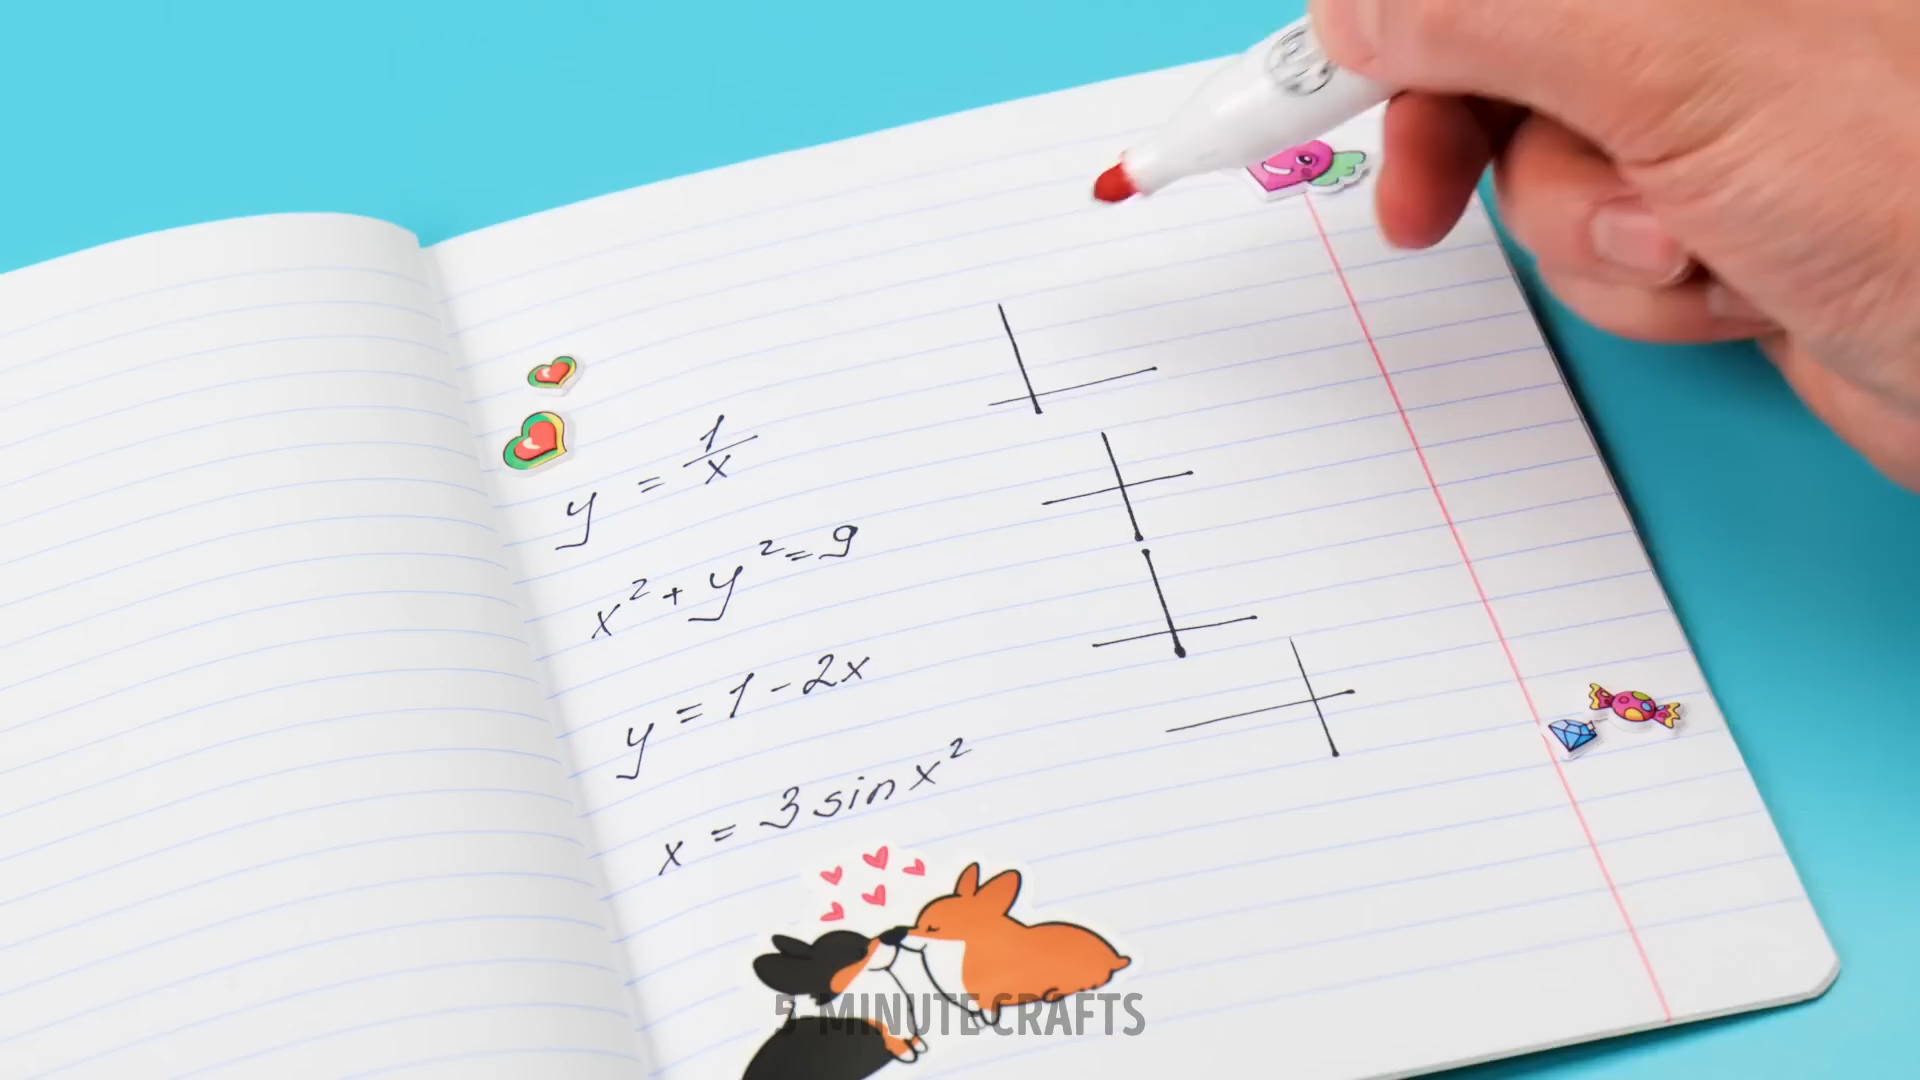 y = 1/x
x² + y² = 9
y = 1 - 2x
x = 3 sin x²
5-MINUTE CRAFTS